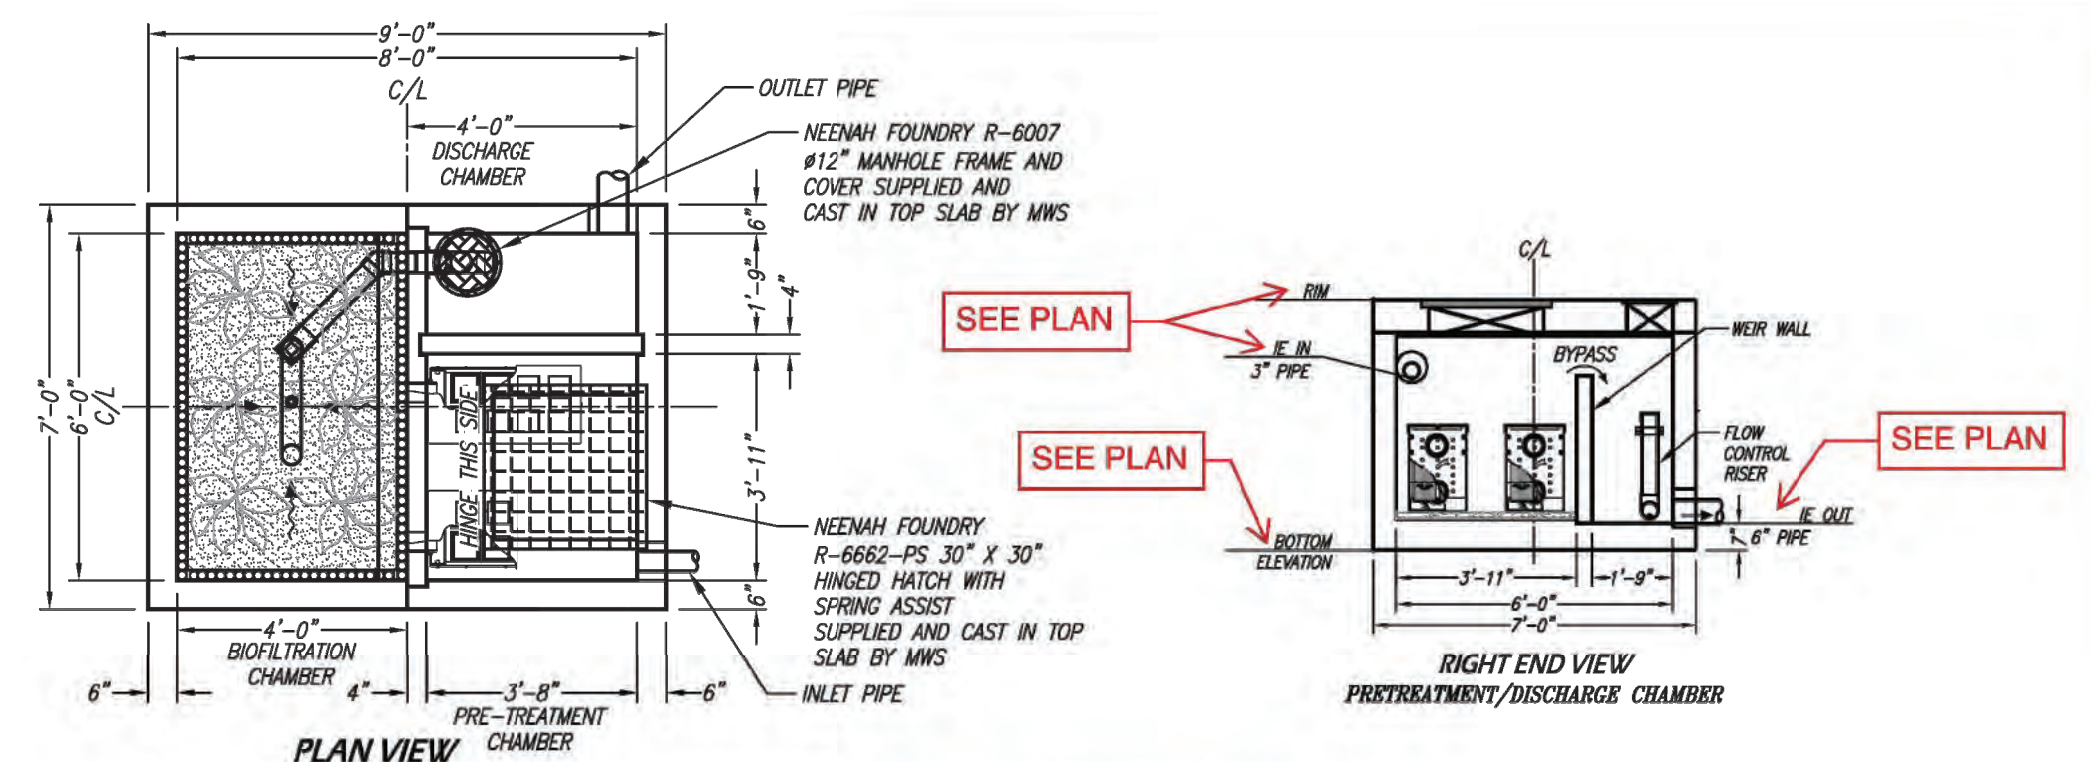 9'-0"
8'-0"
C/L
4'-0"
DISCHARGE
CHAMBER
OUTLET PIPE
NEENAH FOUNDRY R-6007
ø12" MANHOLE FRAME AND
COVER SUPPLIED AND
CAST IN TOP SLAB BY MWS
6"
1'-9"
4"
3'-11"
6"
7'-0"
6'-0"
C/L
HINGE THIS SIDE
NEENAH FOUNDRY
R-6662-PS 30" X 30"
HINGED HATCH WITH
SPRING ASSIST
SUPPLIED AND CAST IN TOP
SLAB BY MWS
INLET PIPE
4'-0"
BIOFILTRATION
CHAMBER
6"
4"
3'-8"
6"
PRE-TREATMENT
CHAMBER
PLAN VIEW
C/L
SEE PLAN
RIM
IE IN
3" PIPE
BYPASS
WEIR WALL
SEE PLAN
FLOW
CONTROL
RISER
SEE PLAN
IE OUT
6" PIPE
7"
BOTTOM
ELEVATION
3'-11"
1'-9"
6'-0"
7'-0"
RIGHT END VIEW
PRETREATMENT/DISCHARGE CHAMBER